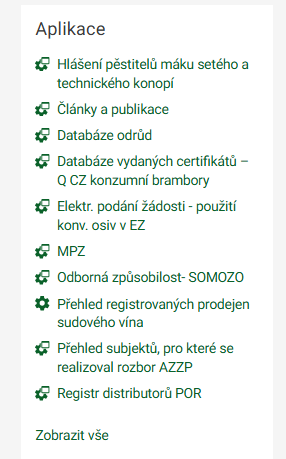 Aplikace
Hlášení pěstitelů máku setého a
technického konopí
Články a publikace
Databáze odrůd
Databáze vydaných certifikátů –
Q CZ konzumní brambory
Elektr. podání žádosti - použití
konv. osiv v EZ
MPZ
Odborná způsobilost- SOMOZO
Přehled registrovaných prodejen
sudového vína
Přehled subjektů, pro které se
realizoval rozbor AZZP
Registr distributorů POR
Zobrazit vše